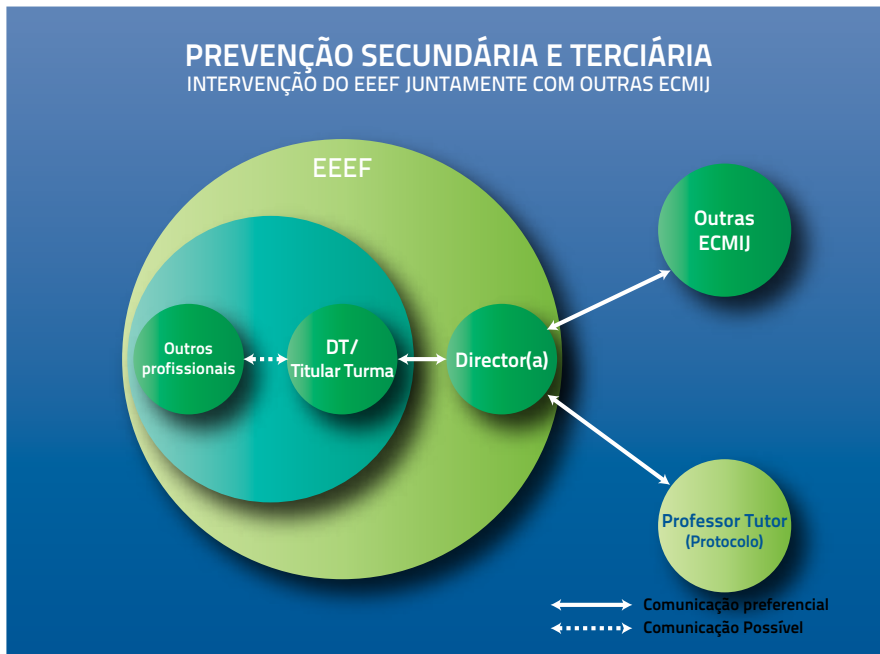 PREVENÇÃO SECUNDÁRIA E TERCIÁRIA
INTERVENÇÃO DO EEEF JUNTAMENTE COM OUTRAS ECMIJ
EEEF
Outras
ECMIJ
Outros
profissionais
DT/
Titular Turma
Director(a)
Professor Tutor
(Protocolo)
Comunicação preferencial
Comunicação Possível